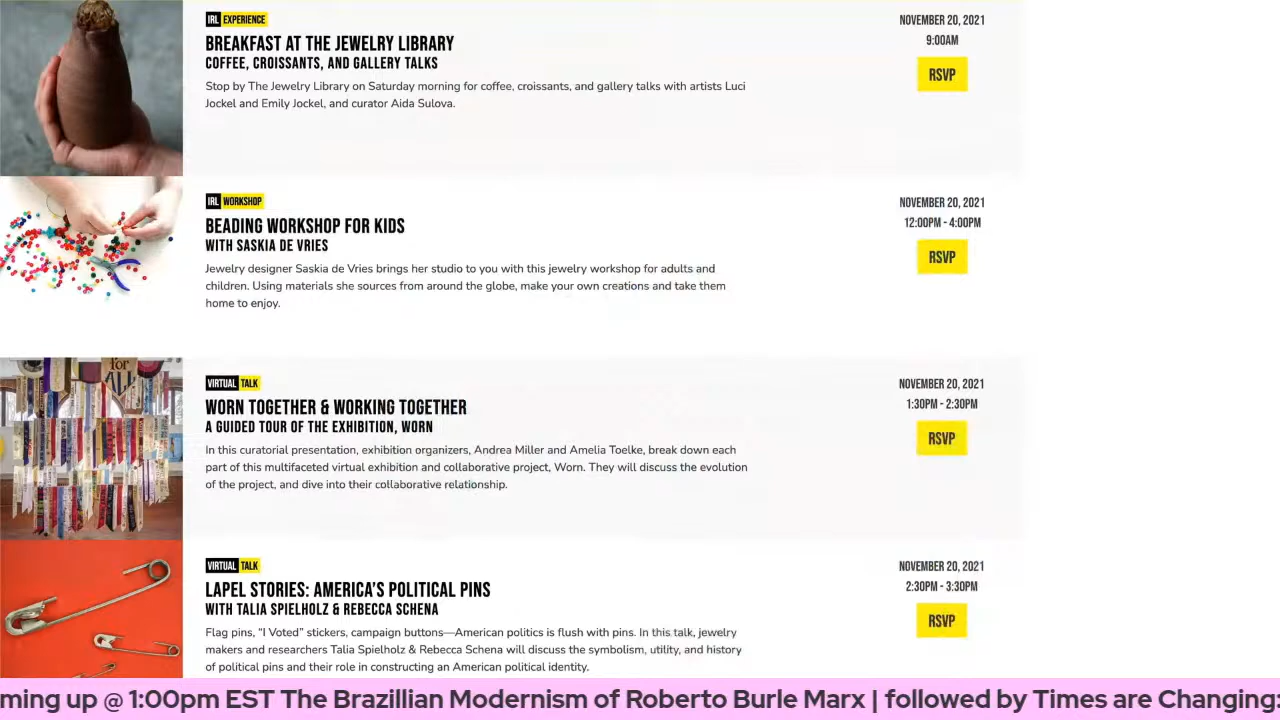 IRL EXPERIENCE
BREAKFAST AT THE JEWELRY LIBRARY
COFFEE, CROISSANTS, AND GALLERY TALKS
Stop by The Jewelry Library on Saturday morning for coffee, croissants, and gallery talks with artists Luci
Jockel and Emily Jockel, and curator Aida Sulova.
NOVEMBER 20, 2021
9:00AM
RSVP
IRL WORKSHOP
BEADING WORKSHOP FOR KIDS
WITH SASKIA DE VRIES
Jewelry designer Saskia de Vries brings her studio to you with this jewelry workshop for adults and
children. Using materials she sources from around the globe, make your own creations and take them
home to enjoy.
NOVEMBER 20, 2021
12:00PM - 4:00PM
RSVP
for
ALL
VIRTUAL TALK
WORN TOGETHER & WORKING TOGETHER
A GUIDED TOUR OF THE EXHIBITION, WORN
In this curatorial presentation, exhibition organizers, Andrea Miller and Amelia Toelke, break down each
part of this multifaceted virtual exhibition and collaborative project, Worn. They will discuss the evolution
of the project, and dive into their collaborative relationship.
NOVEMBER 20, 2021
1:30PM - 2:30PM
RSVP
VIRTUAL TALK
LAPEL STORIES: AMERICA'S POLITICAL PINS
WITH TALIA SPIELHOLZ & REBECCA SCHENA
Flag pins, “I Voted” stickers, campaign buttons—American politics is flush with pins. In this talk, jewelry
makers and researchers Talia Spielholz & Rebecca Schena will discuss the symbolism, utility, and history
of political pins and their role in constructing an American political identity.
NOVEMBER 20, 2021
2:30PM - 3:30PM
RSVP
ming up @ 1:00pm EST The Brazillian Modernism of Roberto Burle Marx | followed by Times are Changing: